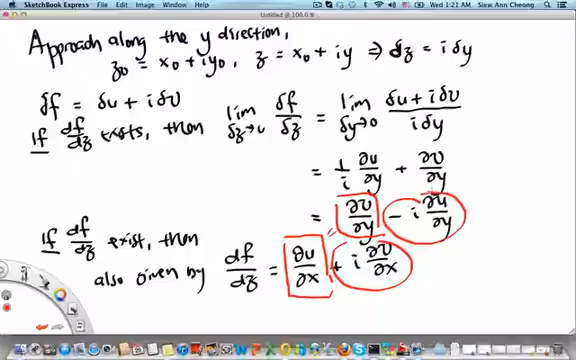 SketchBook Express File Edit Image Window Help Wed 1:21 AM Siew Ann Cheong
Untitled @ 100.0 %
Approach along the y direction,
z₀ = x₀ + iy₀, z = x₀ + iy ⇒ δz = iδy
δf = δu + iδv
If df/dz exists, then lim δz→0 δf/δz = lim δy→0 (δu + iδv)/(iδy)
= 1/i ∂u/∂y + ∂v/∂y
= ∂v/∂y - i ∂u/∂y
If df/dz exist, then
also given by df/dz = ∂u/∂x + i ∂v/∂x